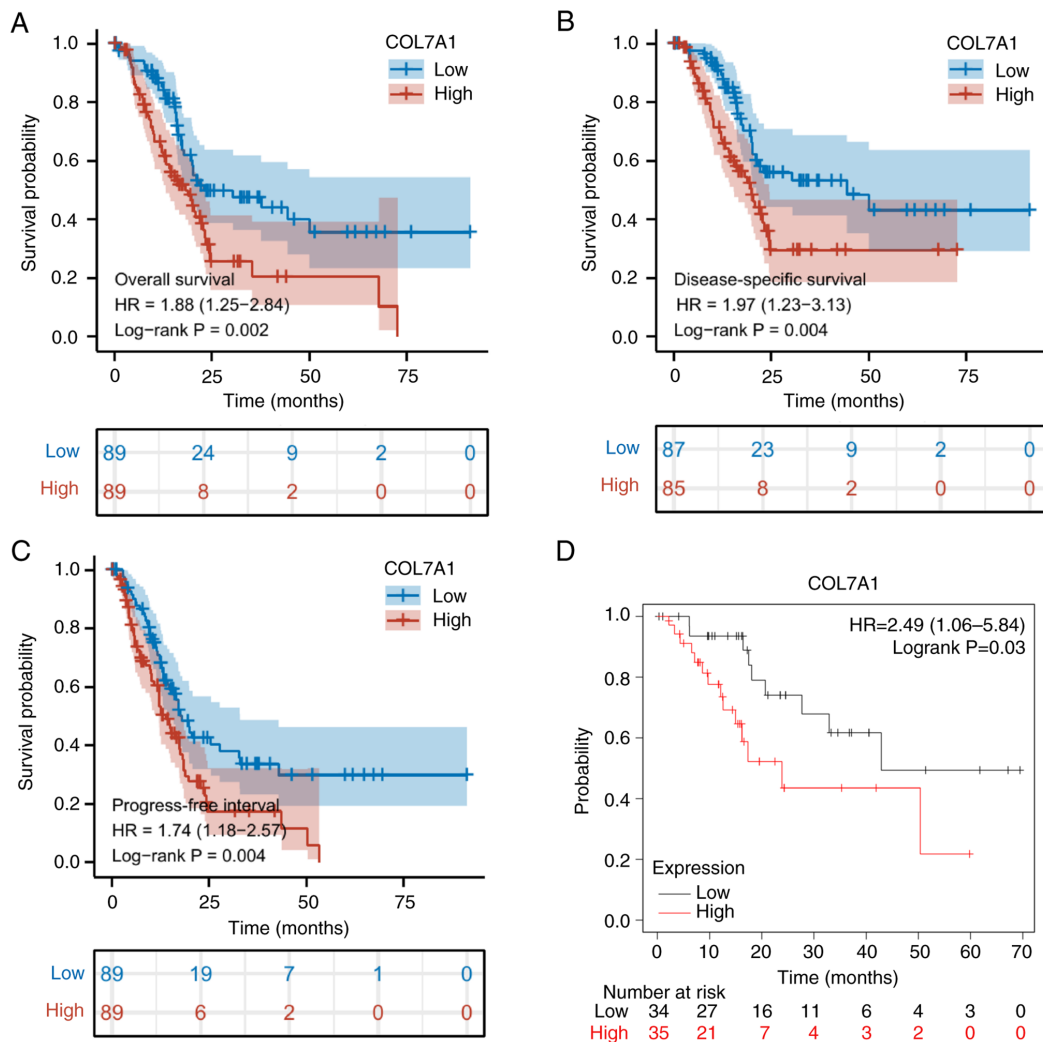 A
COL7A1
Low
High
1.0
0.8
0.6
0.4
0.2
0.0
Survival probability
Overall survival
HR = 1.88 (1.25−2.84)
Log−rank P = 0.002
0 25 50 75
Time (months)
Low 89 24 9 2 0
High 89 8 2 0 0
B
COL7A1
Low
High
1.0
0.8
0.6
0.4
0.2
0.0
Survival probability
Disease-specific survival
HR = 1.97 (1.23−3.13)
Log−rank P = 0.004
0 25 50 75
Time (months)
Low 87 23 9 2 0
High 85 8 2 0 0
C
COL7A1
Low
High
1.0
0.8
0.6
0.4
0.2
0.0
Survival probability
Progress-free interval
HR = 1.74 (1.18−2.57)
Log−rank P = 0.004
0 25 50 75
Time (months)
Low 89 19 7 1 0
High 89 6 2 0 0
D
COL7A1
HR=2.49 (1.06–5.84)
Logrank P=0.03
1.0
0.8
0.6
0.4
0.2
0.0
Probability
Expression
Low
High
0 10 20 30 40 50 60 70
Time (months)
Number at risk
Low 34 27 16 11 6 4 3 0
High 35 21 7 4 3 2 0 0